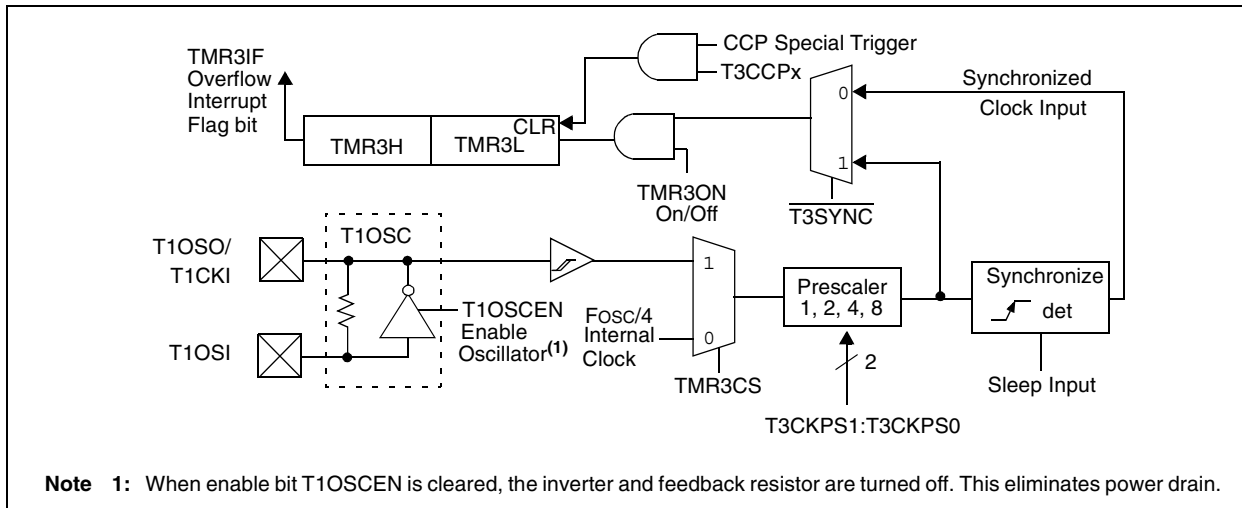 CCP Special Trigger
T3CCPx
TMR3IF
Overflow
Interrupt
Flag bit
Synchronized
Clock Input
0
CLR
TMR3H
TMR3L
1
TMR3ON
On/Off
T3SYNC
T1OSO/
T1CKI
T1OSC
1
Prescaler
1, 2, 4, 8
Synchronize
det
T1OSCEN
Enable
Oscillator(1)
FOSC/4
Internal
Clock
0
T1OSI
2
TMR3CS
Sleep Input
T3CKPS1:T3CKPS0
Note 1: When enable bit T1OSCEN is cleared, the inverter and feedback resistor are turned off. This eliminates power drain.